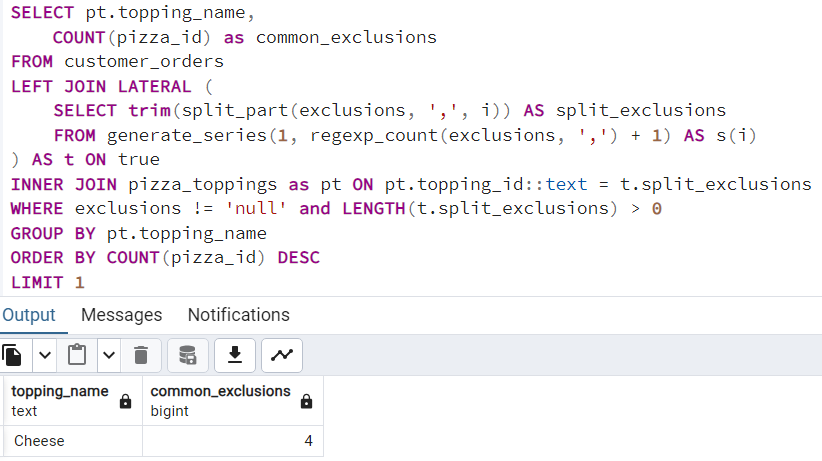 SELECT pt.topping_name,
    COUNT(pizza_id) as common_exclusions
FROM customer_orders
LEFT JOIN LATERAL (
    SELECT trim(split_part(exclusions, ',', i)) AS split_exclusions
    FROM generate_series(1, regexp_count(exclusions, ',') + 1) AS s(i)
) AS t ON true
INNER JOIN pizza_toppings as pt ON pt.topping_id::text = t.split_exclusions
WHERE exclusions != 'null' and LENGTH(t.split_exclusions) > 0
GROUP BY pt.topping_name
ORDER BY COUNT(pizza_id) DESC
LIMIT 1
Output Messages Notifications
topping_name common_exclusions
text bigint
Cheese 4